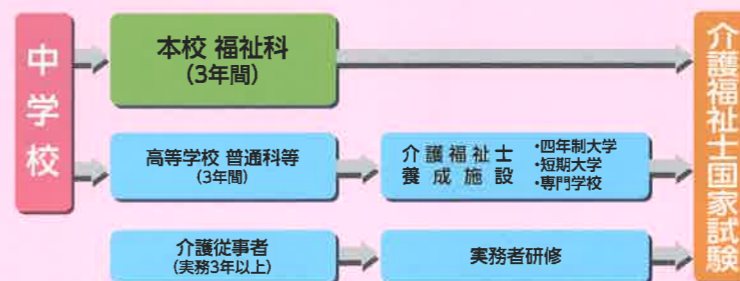 中学校
本校 福祉科
(3年間)
高等学校 普通科等
(3年間)
介護福祉士
養成施設
・四年制大学
・短期大学
・専門学校
介護従事者
(実務3年以上)
実務者研修
介護福祉士国家試験